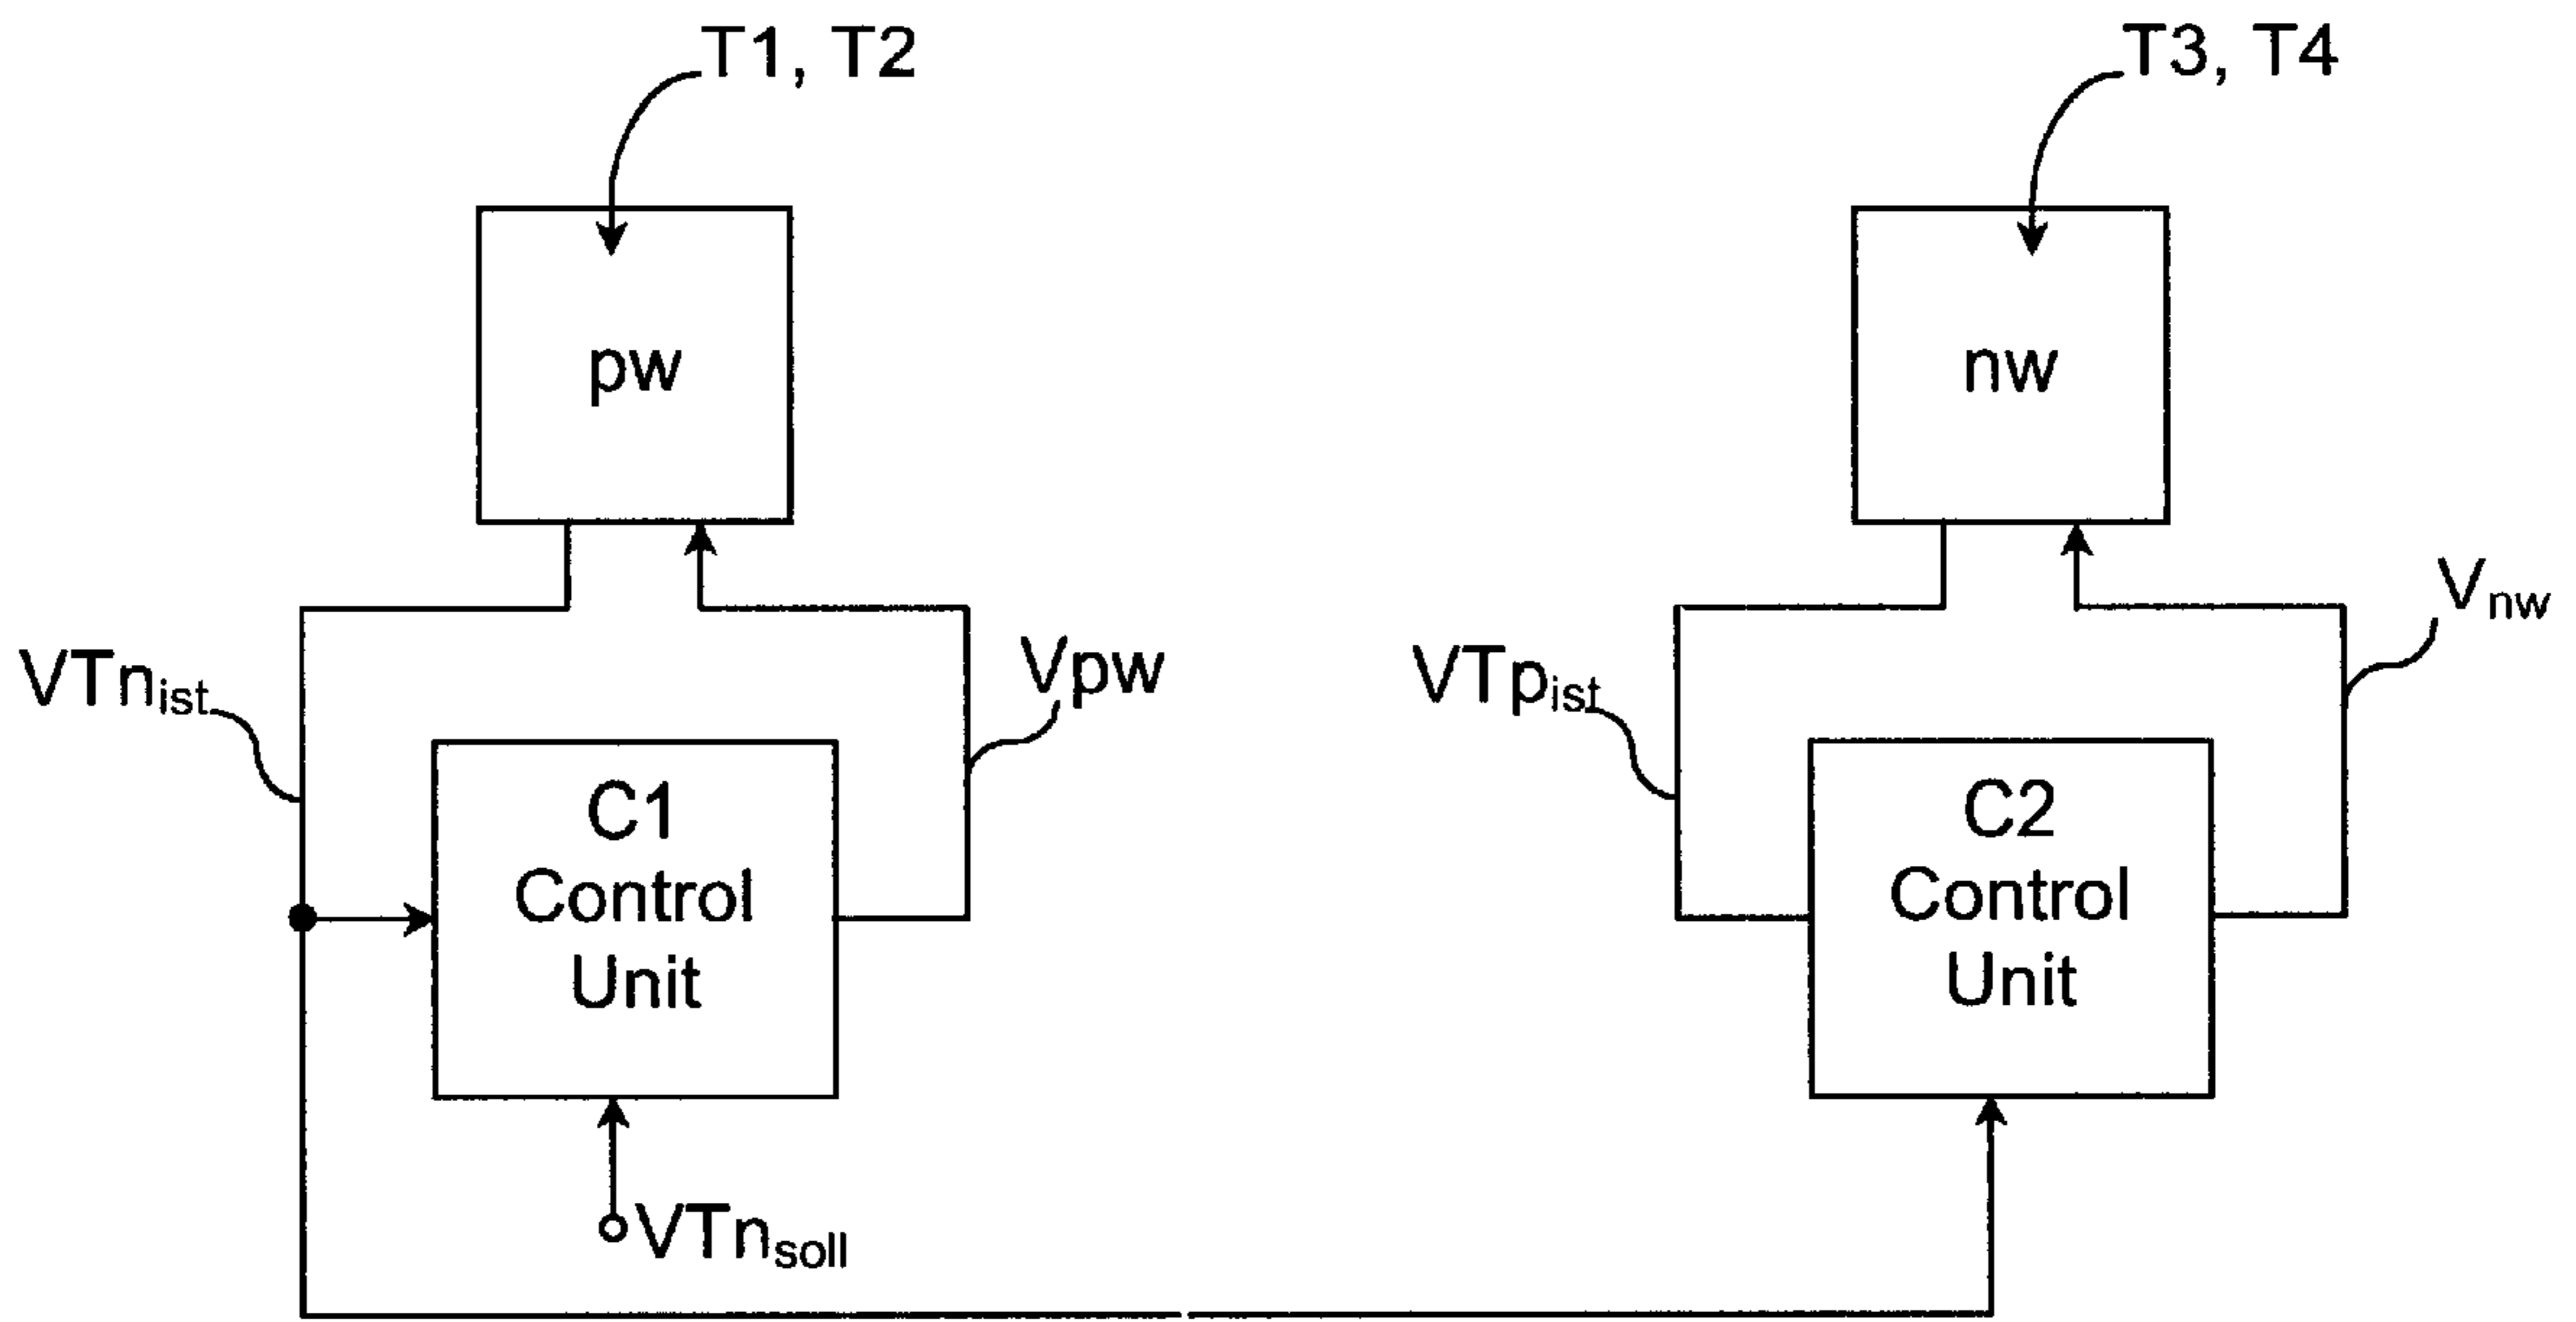 T1, T2
T3, T4
pw
nw
VTnist
Vpw
VTpist
Vnw
C1
Control
Unit
C2
Control
Unit
VTnsoll